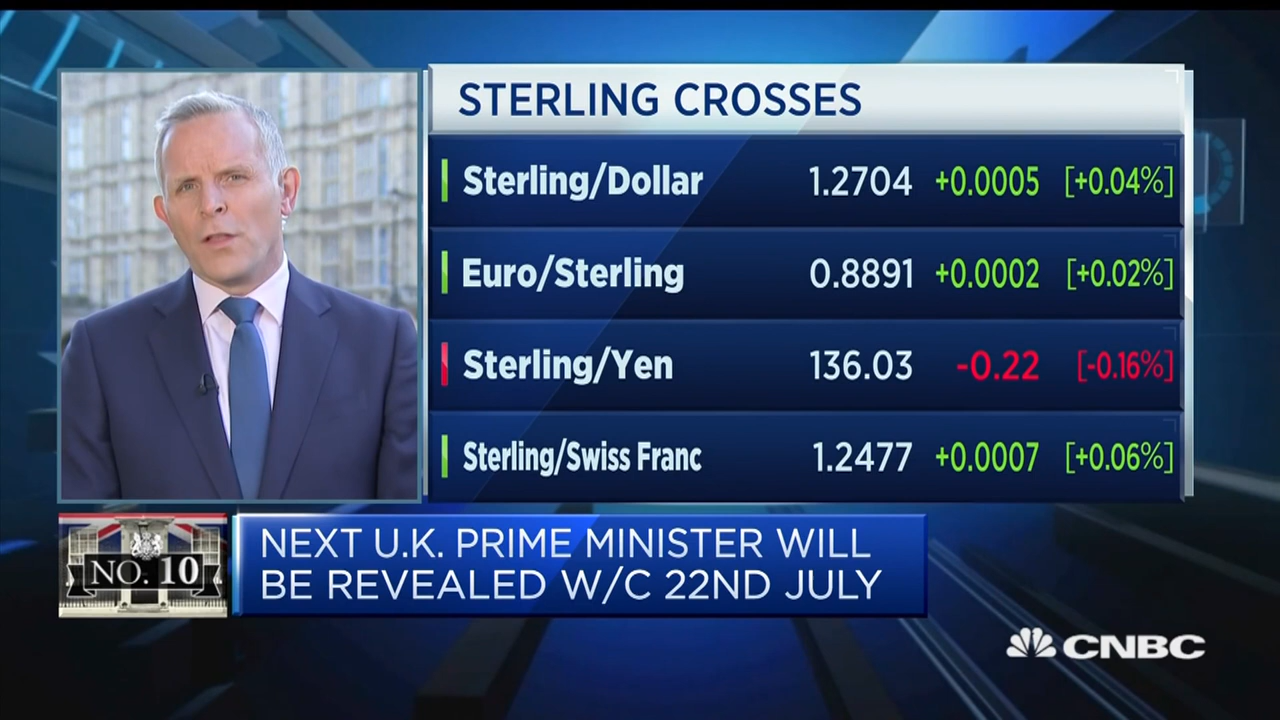 STERLING CROSSES
Sterling/Dollar 1.2704 +0.0005 [+0.04%]
Euro/Sterling 0.8891 +0.0002 [+0.02%]
Sterling/Yen 136.03 -0.22 [-0.16%]
Sterling/Swiss Franc 1.2477 +0.0007 [+0.06%]
NO. 10
NEXT U.K. PRIME MINISTER WILL
BE REVEALED W/C 22ND JULY
CNBC